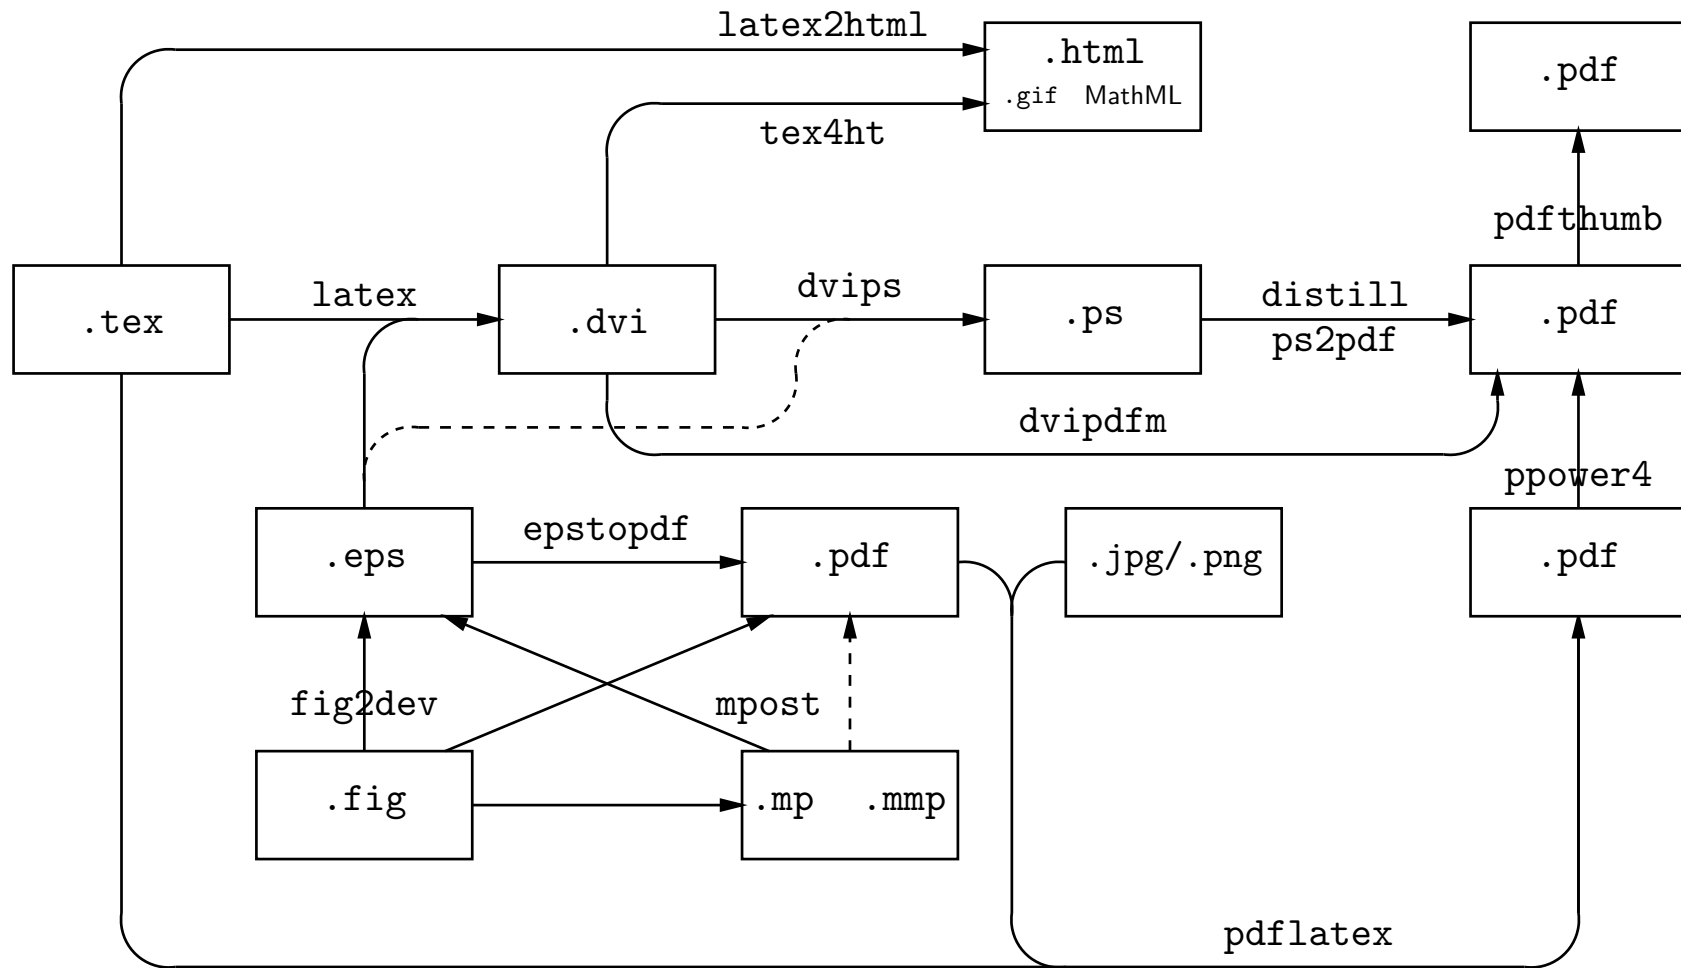 latex2html
.html
.gif MathML
.pdf
tex4ht
pdfthumb
.tex
latex
.dvi
dvips
.ps
distill
ps2pdf
.pdf
dvipdfm
ppower4
.eps
epstopdf
.pdf
.jpg/.png
.pdf
fig2dev
mpost
.fig
.mp .mmp
pdflatex